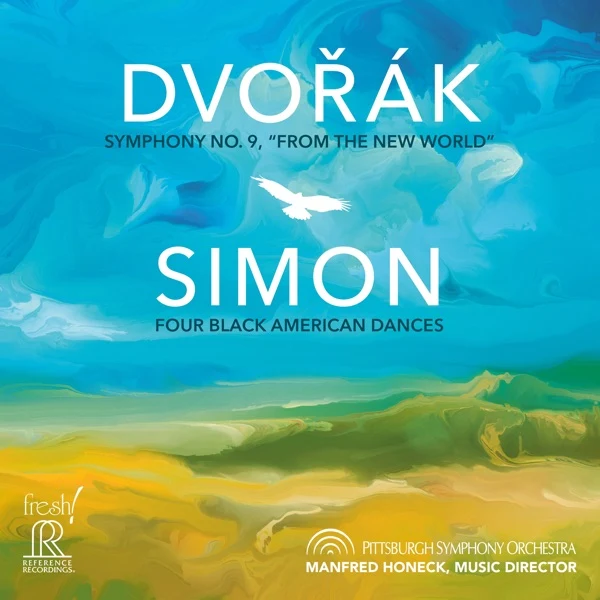 DVOŘÁK
SYMPHONY NO. 9, “FROM THE NEW WORLD”
SIMON
FOUR BLACK AMERICAN DANCES
fresh!
RR
REFERENCE
RECORDINGS®
PITTSBURGH SYMPHONY ORCHESTRA
MANFRED HONECK, MUSIC DIRECTOR